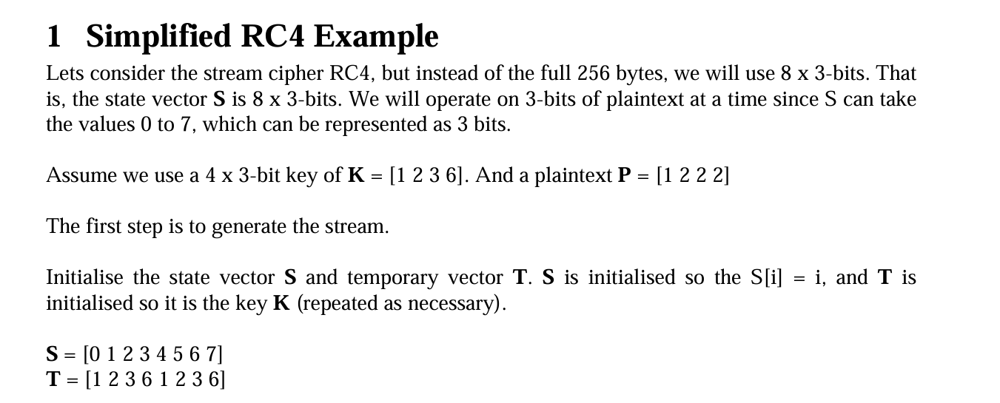 1 Simplified RC4 Example
Lets consider the stream cipher RC4, but instead of the full 256 bytes, we will use 8 x 3-bits. That
is, the state vector S is 8 x 3-bits. We will operate on 3-bits of plaintext at a time since S can take
the values 0 to 7, which can be represented as 3 bits.
Assume we use a 4 x 3-bit key of K = [1 2 3 6]. And a plaintext P = [1 2 2 2]
The first step is to generate the stream.
Initialise the state vector S and temporary vector T. S is initialised so the S[i] = i, and T is
initialised so it is the key K (repeated as necessary).
S = [0 1 2 3 4 5 6 7]
T = [1 2 3 6 1 2 3 6]